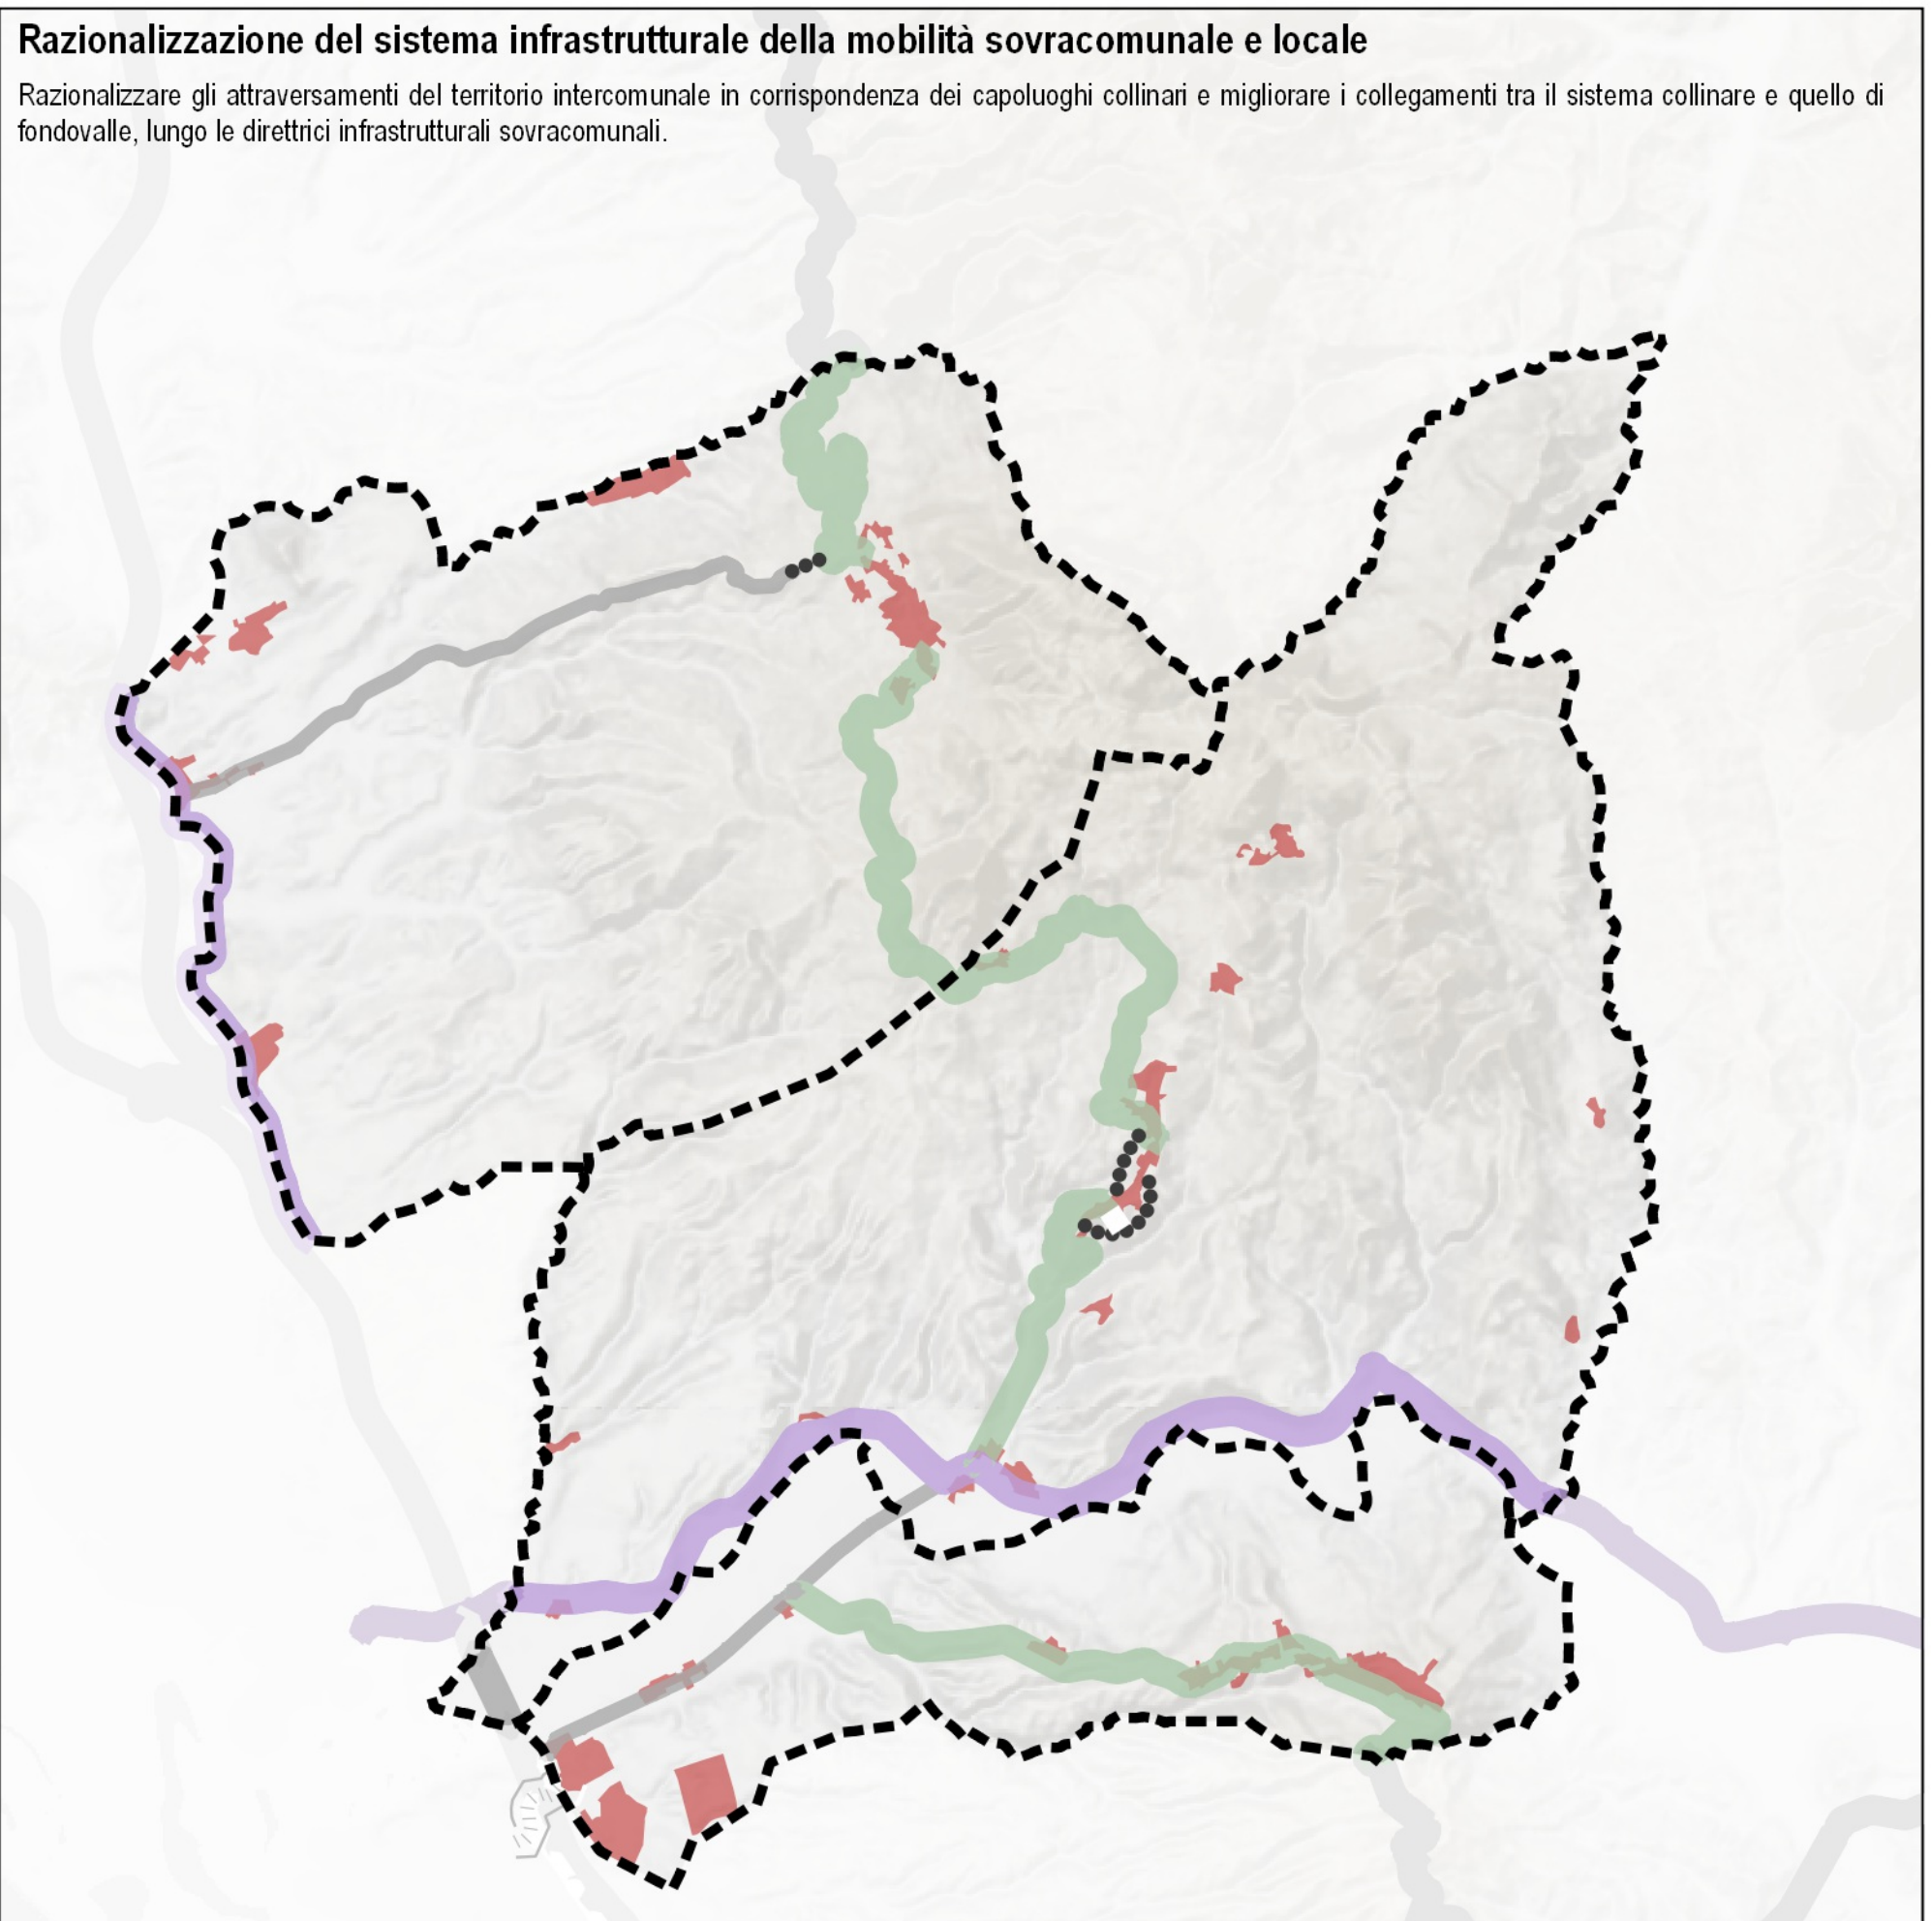 Razionalizzazione del sistema infrastrutturale della mobilità sovracomunale e locale
Razionalizzare gli attraversamenti del territorio intercomunale in corrispondenza dei capoluoghi collinari e migliorare i collegamenti tra il sistema collinare e quello di
fondovalle, lungo le direttrici infrastrutturali sovracomunali.